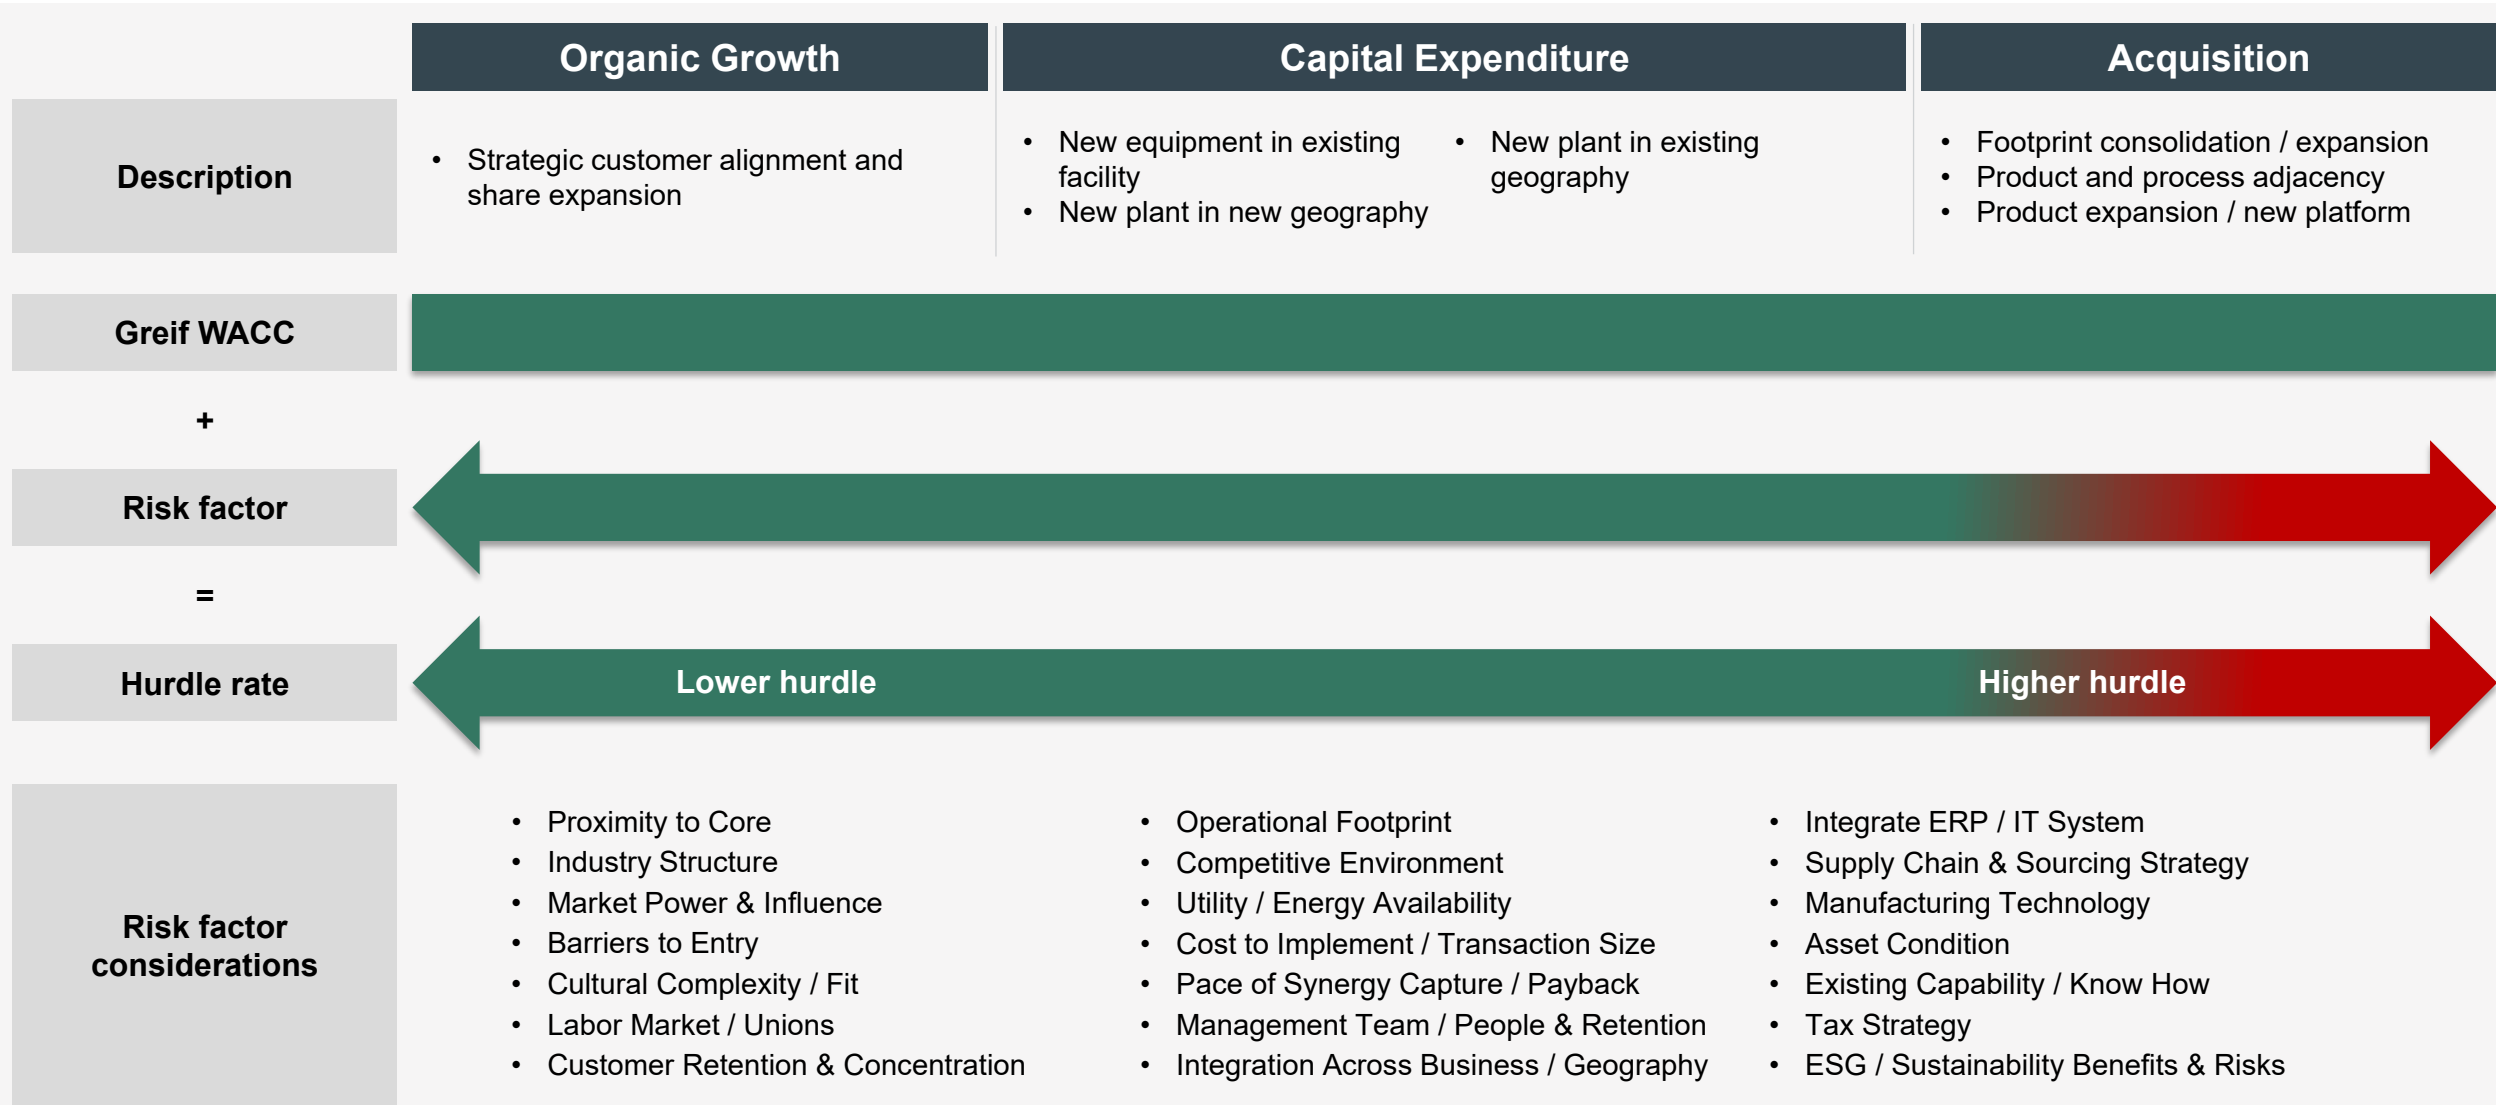 Organic Growth
Capital Expenditure
Acquisition
Description
• Strategic customer alignment and
share expansion
• New equipment in existing
facility
• New plant in new geography
• New plant in existing
geography
• Footprint consolidation / expansion
• Product and process adjacency
• Product expansion / new platform
Greif WACC
+
Risk factor
=
Hurdle rate
Lower hurdle
Higher hurdle
Risk factor
considerations
• Proximity to Core
• Industry Structure
• Market Power & Influence
• Barriers to Entry
• Cultural Complexity / Fit
• Labor Market / Unions
• Customer Retention & Concentration
• Operational Footprint
• Competitive Environment
• Utility / Energy Availability
• Cost to Implement / Transaction Size
• Pace of Synergy Capture / Payback
• Management Team / People & Retention
• Integration Across Business / Geography
• Integrate ERP / IT System
• Supply Chain & Sourcing Strategy
• Manufacturing Technology
• Asset Condition
• Existing Capability / Know How
• Tax Strategy
• ESG / Sustainability Benefits & Risks